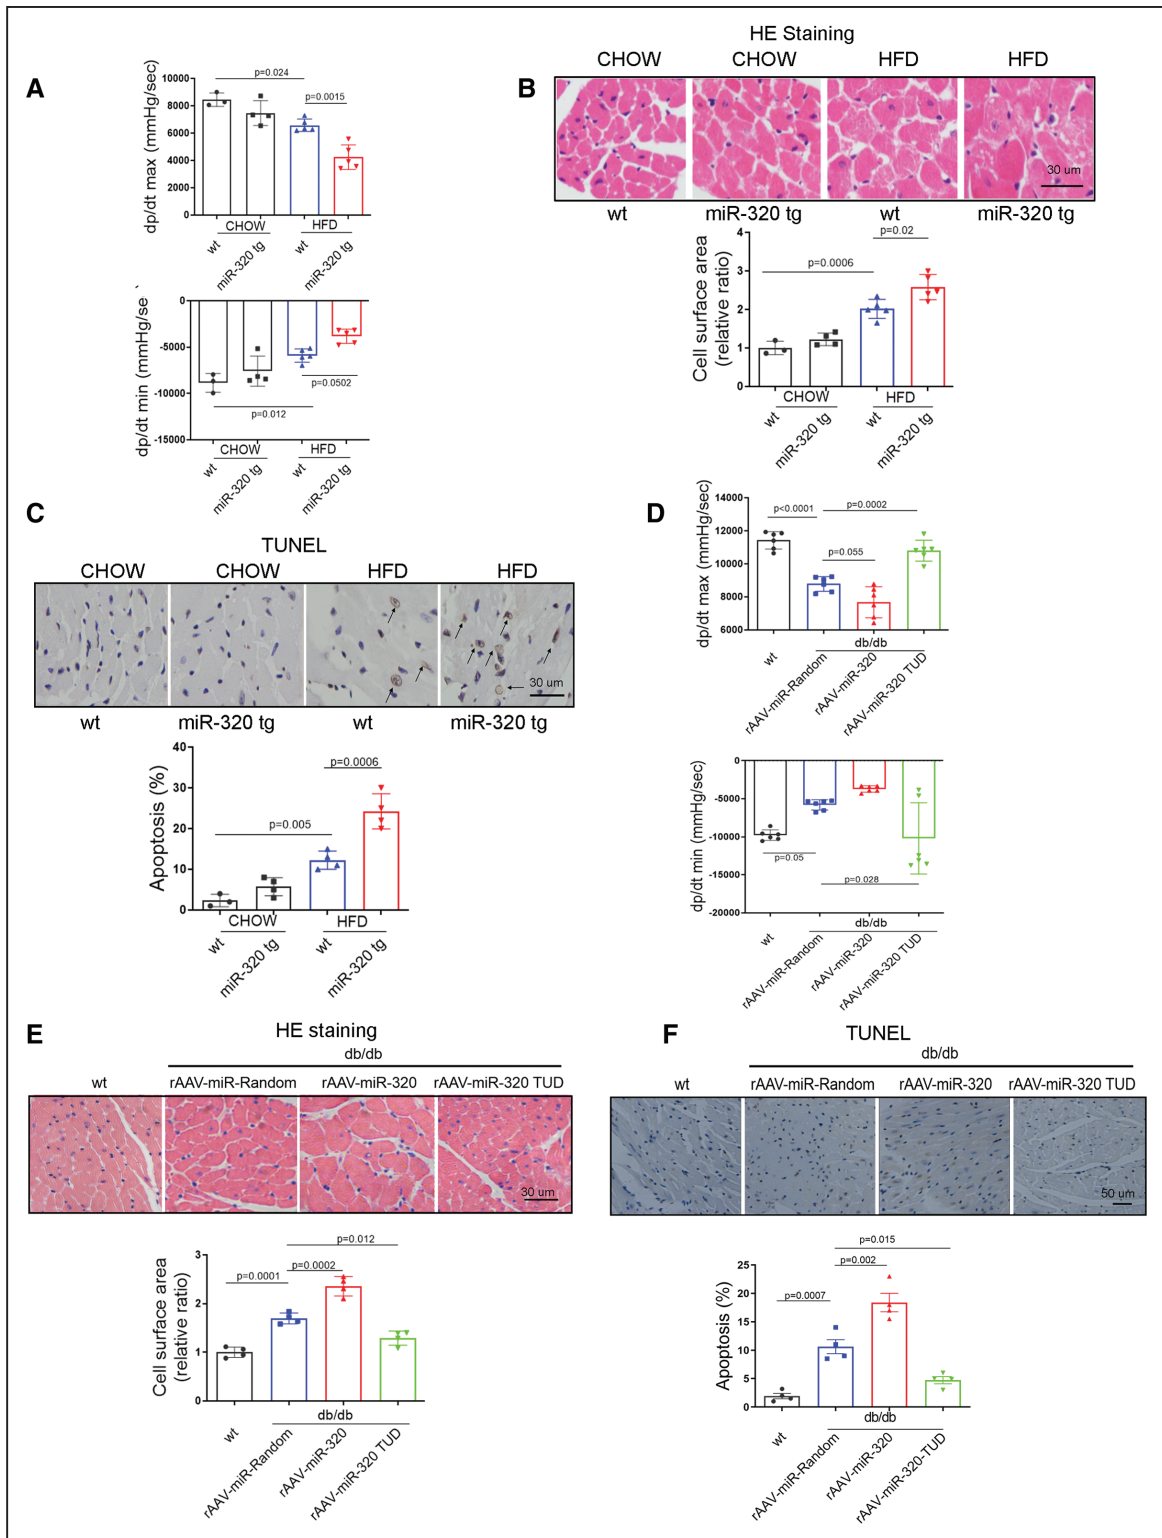 A
dp/dt max (mmHg/sec)
10000
8000
6000
4000
2000
0
p=0.024
p=0.0015
CHOW
HFD
wt
miR-320 tg
wt
miR-320 tg
dp/dt min (mmHg/se`
0
-5000
-10000
-15000
p=0.0502
p=0.012
CHOW
HFD
wt
miR-320 tg
wt
miR-320 tg
B
HE Staining
CHOW
CHOW
HFD
HFD
30 um
wt
miR-320 tg
wt
miR-320 tg
Cell surface area
(relative ratio)
4
3
2
1
0
p=0.02
p=0.0006
CHOW
HFD
wt
miR-320 tg
wt
miR-320 tg
C
TUNEL
CHOW
CHOW
HFD
HFD
30 um
wt
miR-320 tg
wt
miR-320 tg
Apoptosis (%)
40
30
20
10
0
p=0.0006
p=0.005
CHOW
HFD
wt
miR-320 tg
wt
miR-320 tg
D
dp/dt max (mmHg/sec)
14000
12000
10000
8000
6000
p<0.0001
p=0.0002
p=0.055
db/db
wt
rAAV-miR-Random
rAAV-miR-320
rAAV-miR-320 TUD
dp/dt min (mmHg/sec)
0
-5000
-10000
-15000
-20000
p=0.05
p=0.028
db/db
wt
rAAV-miR-Random
rAAV-miR-320
rAAV-miR-320 TUD
E
HE staining
db/db
wt
rAAV-miR-Random
rAAV-miR-320
rAAV-miR-320 TUD
30 um
Cell surface area
(relative ratio)
3
2
1
0
p=0.012
p=0.0002
p=0.0001
db/db
wt
rAAV-miR-Random
rAAV-miR-320
rAAV-miR-320 TUD
F
TUNEL
db/db
wt
rAAV-miR-Random
rAAV-miR-320
rAAV-miR-320 TUD
50 um
Apoptosis (%)
25
20
15
10
5
0
p=0.015
p=0.002
p=0.0007
db/db
wt
rAAV-miR-Random
rAAV-miR-320
rAAV-miR-320-TUD